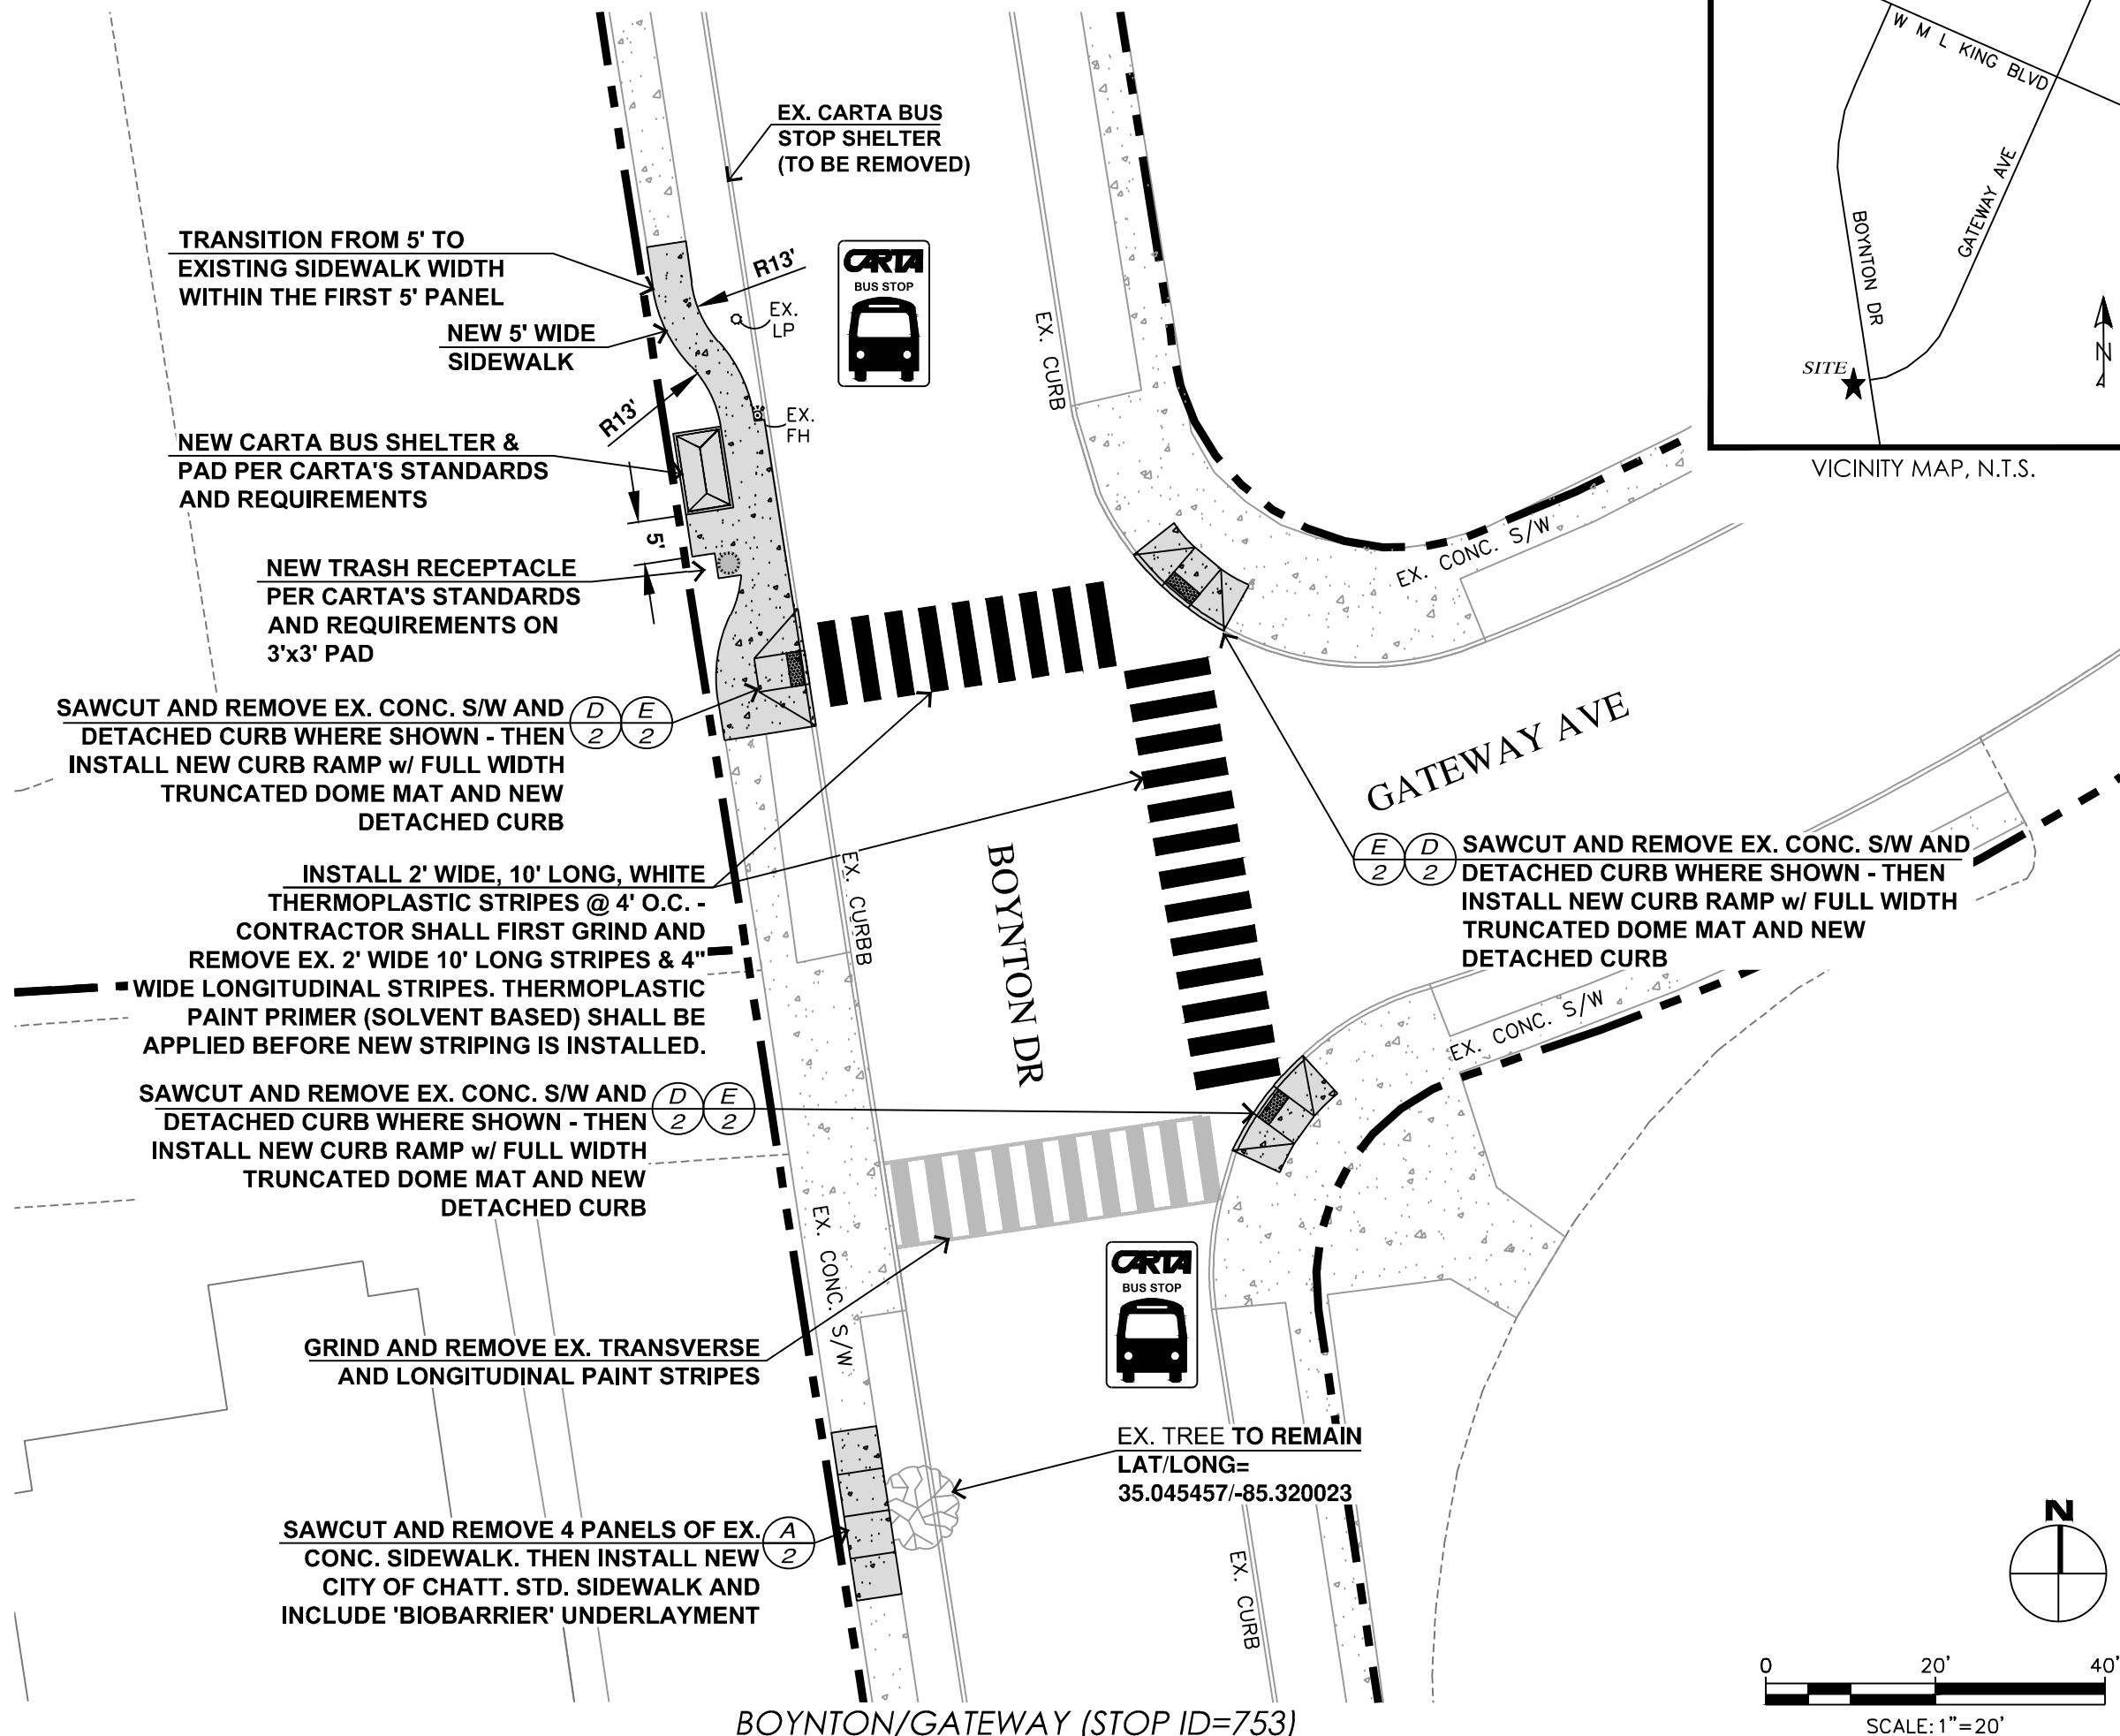 EX. CARTA BUS
STOP SHELTER
(TO BE REMOVED)
TRANSITION FROM 5' TO
EXISTING SIDEWALK WIDTH
WITHIN THE FIRST 5' PANEL
NEW 5' WIDE
SIDEWALK
R13'
EX.
LP
CARTA
BUS STOP
R13'
EX.
FH
NEW CARTA BUS SHELTER &
PAD PER CARTA'S STANDARDS
AND REQUIREMENTS
5'
NEW TRASH RECEPTACLE
PER CARTA'S STANDARDS
AND REQUIREMENTS ON
3'x3' PAD
SAWCUT AND REMOVE EX. CONC. S/W AND
DETACHED CURB WHERE SHOWN - THEN
INSTALL NEW CURB RAMP w/ FULL WIDTH
TRUNCATED DOME MAT AND NEW
DETACHED CURB
D
2
E
2
INSTALL 2' WIDE, 10' LONG, WHITE
THERMOPLASTIC STRIPES @ 4' O.C. -
CONTRACTOR SHALL FIRST GRIND AND
REMOVE EX. 2' WIDE 10' LONG STRIPES & 4"
WIDE LONGITUDINAL STRIPES. THERMOPLASTIC
PAINT PRIMER (SOLVENT BASED) SHALL BE
APPLIED BEFORE NEW STRIPING IS INSTALLED.
SAWCUT AND REMOVE EX. CONC. S/W AND
DETACHED CURB WHERE SHOWN - THEN
INSTALL NEW CURB RAMP w/ FULL WIDTH
TRUNCATED DOME MAT AND NEW
DETACHED CURB
D
2
E
2
GRIND AND REMOVE EX. TRANSVERSE
AND LONGITUDINAL PAINT STRIPES
SAWCUT AND REMOVE 4 PANELS OF EX.
CONC. SIDEWALK. THEN INSTALL NEW
CITY OF CHATT. STD. SIDEWALK AND
INCLUDE 'BIOBARRIER' UNDERLAYMENT
A
2
EX. CURB
EX. CONC. S/W
GATEWAY AVE
BOYNTON DR
EX. CURBB
EX. CONC. S/W
E
2
D
2
SAWCUT AND REMOVE EX. CONC. S/W AND
DETACHED CURB WHERE SHOWN - THEN
INSTALL NEW CURB RAMP w/ FULL WIDTH
TRUNCATED DOME MAT AND NEW
DETACHED CURB
EX. CONC. S/W
CARTA
BUS STOP
EX. TREE TO REMAIN
LAT/LONG=
35.045457/-85.320023
EX. CURB
W M L KING BLVD
GATEWAY AVE
BOYNTON DR
SITE
N
VICINITY MAP, N.T.S.
N
0 20' 40'
SCALE: 1"=20'
BOYNTON/GATEWAY (STOP ID=753)